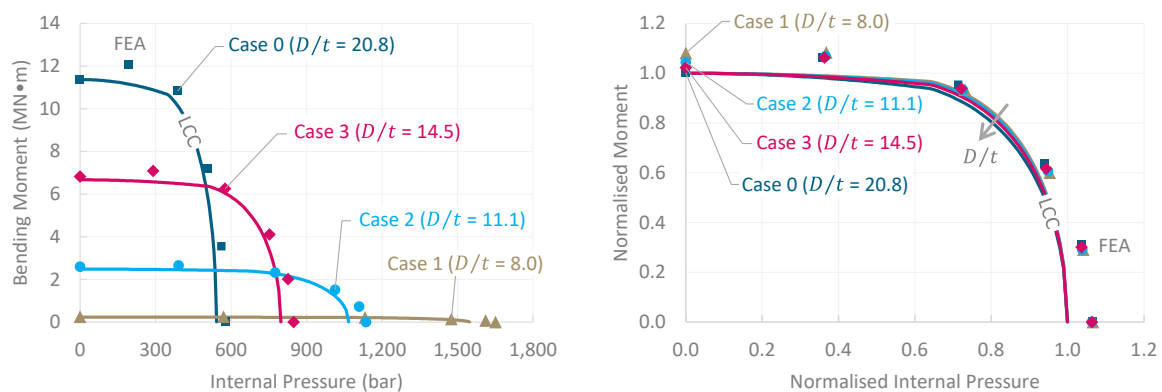 14
12
10
8
6
4
2
0
Bending Moment (MN•m)
0
300
600
900
1,200
1,500
1,800
Internal Pressure (bar)
FEA
Case 0 (D/t = 20.8)
LCC
Case 3 (D/t = 14.5)
Case 2 (D/t = 11.1)
Case 1 (D/t = 8.0)
1.2
1.0
0.8
0.6
0.4
0.2
0.0
Normalised Moment
0.0
0.2
0.4
0.6
0.8
1.0
1.2
Normalised Internal Pressure
Case 1 (D/t = 8.0)
Case 2 (D/t = 11.1)
Case 3 (D/t = 14.5)
Case 0 (D/t = 20.8)
D/t
LCC
FEA